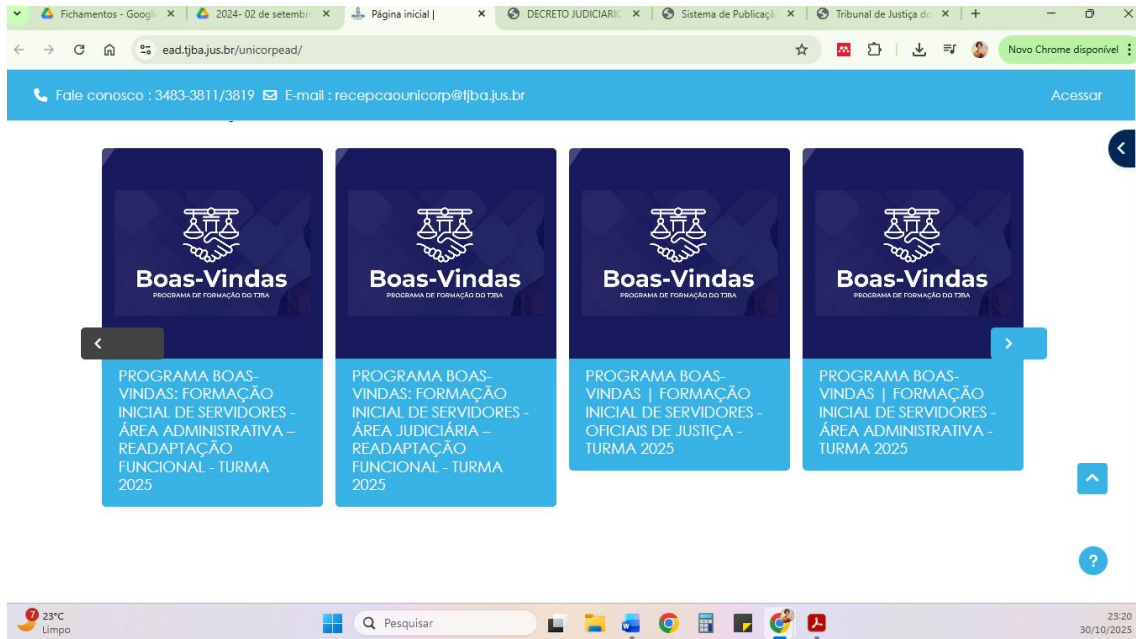 Fichamentos - Googl
2024- 02 de setembr
Página inicial |
DECRETO JUDICIÁRIO
Sistema de Publicaçã
Tribunal de Justiça do
ead.tjba.jus.br/unicorpead/
Novo Chrome disponível
Fale conosco : 3483-3811/3819 E-mail : recepcaounicorp@tjba.jus.br
Acessar
Boas-Vindas
PROGRAMA DE FORMAÇÃO DO TJBA
PROGRAMA BOAS-
VINDAS: FORMAÇÃO
INICIAL DE SERVIDORES -
ÁREA ADMINISTRATIVA –
READAPTAÇÃO
FUNCIONAL - TURMA
2025
Boas-Vindas
PROGRAMA DE FORMAÇÃO DO TJBA
PROGRAMA BOAS-
VINDAS: FORMAÇÃO
INICIAL DE SERVIDORES -
ÁREA JUDICIÁRIA –
READAPTAÇÃO
FUNCIONAL - TURMA
2025
Boas-Vindas
PROGRAMA DE FORMAÇÃO DO TJBA
PROGRAMA BOAS-
VINDAS | FORMAÇÃO
INICIAL DE SERVIDORES -
OFICIAIS DE JUSTIÇA -
TURMA 2025
Boas-Vindas
PROGRAMA DE FORMAÇÃO DO TJBA
PROGRAMA BOAS-
VINDAS | FORMAÇÃO
INICIAL DE SERVIDORES -
ÁREA ADMINISTRATIVA -
TURMA 2025
?
7
23°C
Limpo
Pesquisar
23:20
30/10/2025